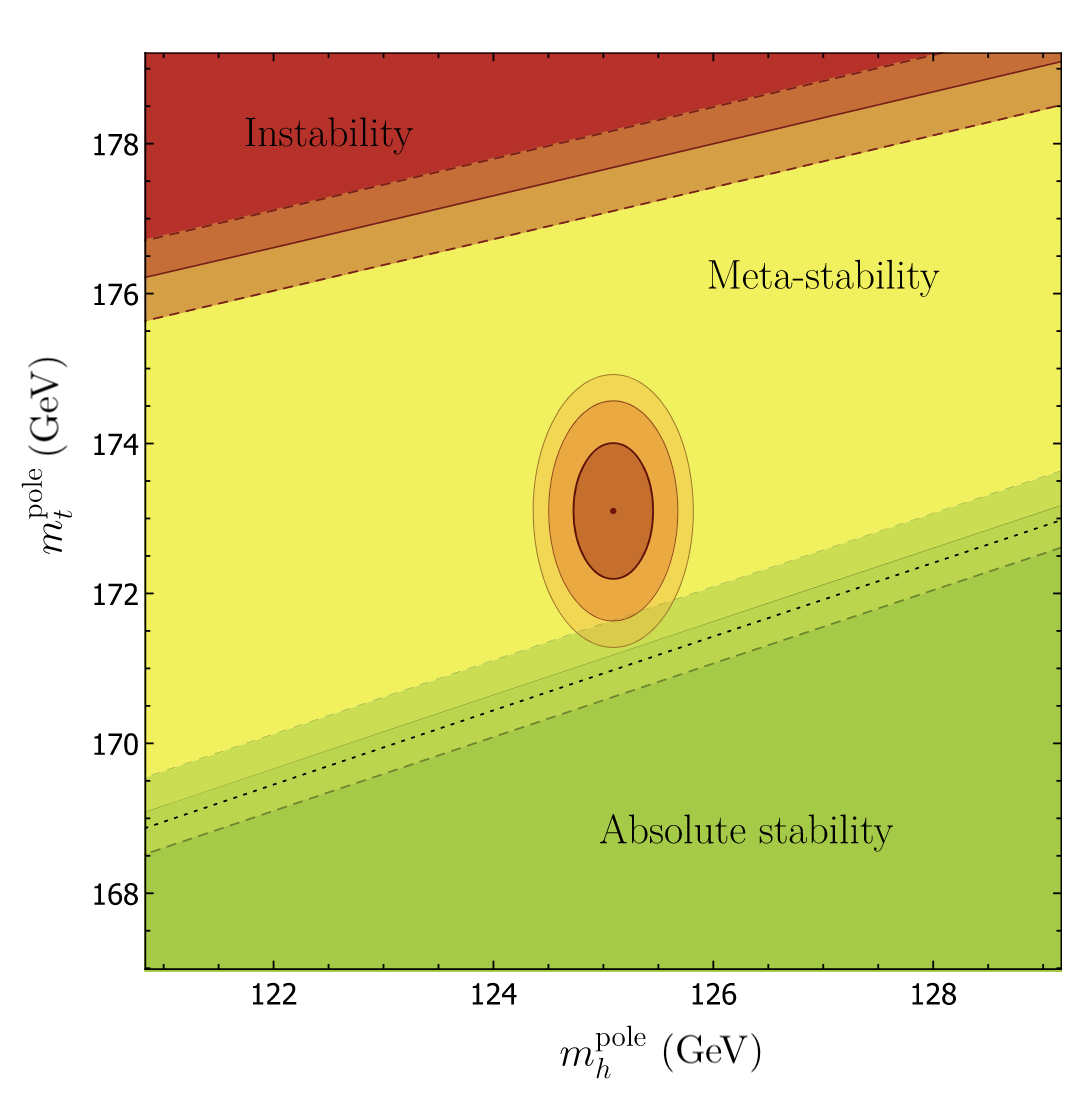 Instability
Meta-stability
Absolute stability
178
176
174
172
170
168
122 124 126 128
m_t^pole (GeV)
m_h^pole (GeV)